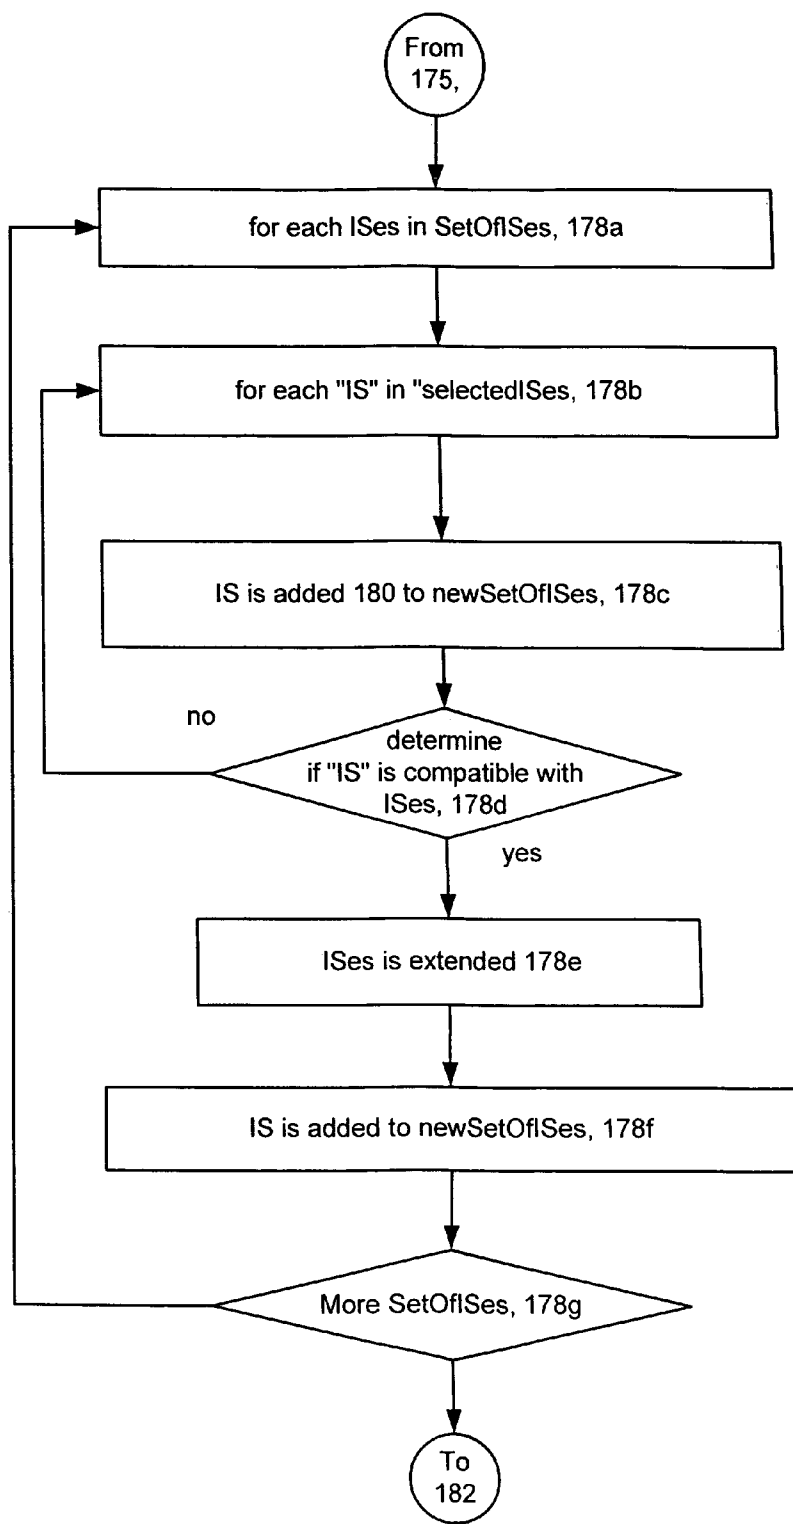 From
175,
for each ISes in SetOfISes, 178a
for each "IS" in "selectedISes, 178b
IS is added 180 to newSetOfISes, 178c
no
determine
if "IS" is compatible with
ISes, 178d
yes
ISes is extended 178e
IS is added to newSetOfISes, 178f
More SetOfISes, 178g
To
182